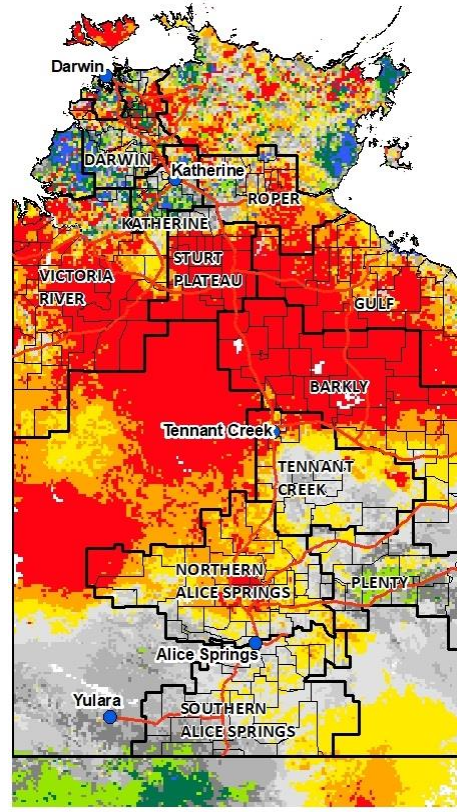 Darwin
DARWIN
Katherine
ROPER
KATHERINE
STURT
PLATEAU
VICTORIA
RIVER
GULF
BARKLY
Tennant Creek
TENNANT
CREEK
NORTHERN
ALICE SPRINGS
PLENTY
Alice Springs
Yulara
SOUTHERN
ALICE SPRINGS